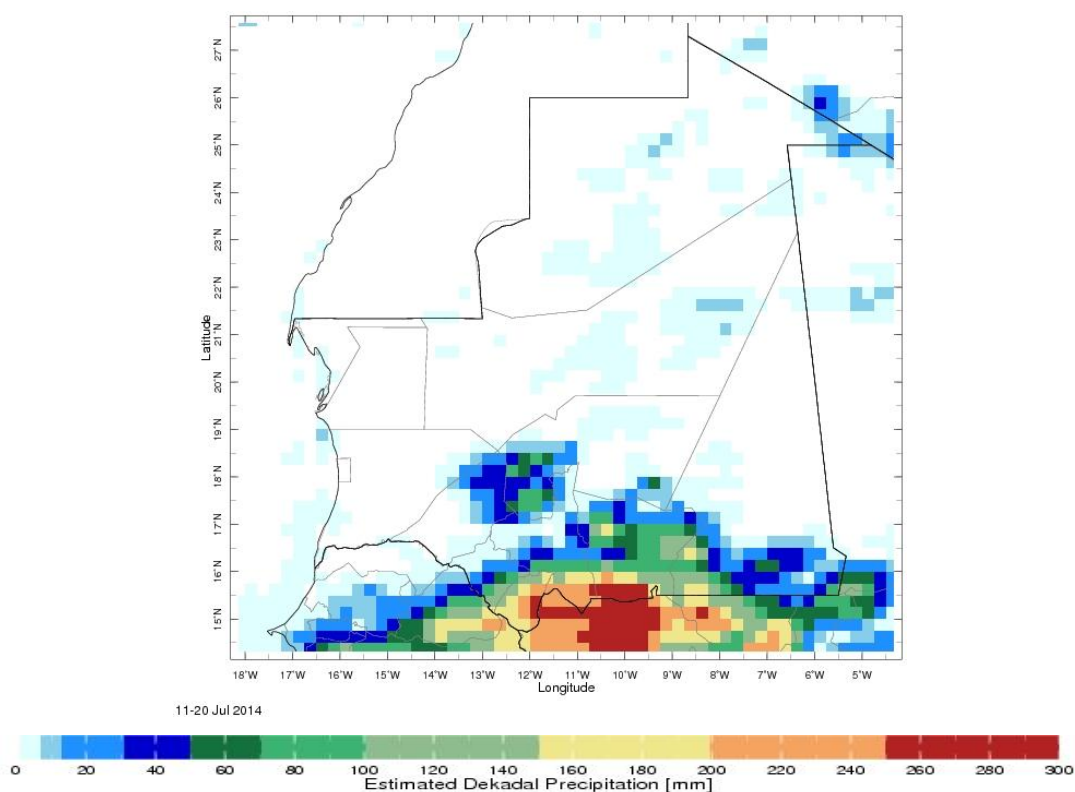 27°N
26°N
25°N
24°N
23°N
22°N
21°N
20°N
19°N
18°N
17°N
16°N
15°N
Latitude
18°W 17°W 16°W 15°W 14°W 13°W 12°W 11°W 10°W 9°W 8°W 7°W 6°W 5°W
Longitude
11-20 Jul 2014
0 20 40 60 80 100 120 140 160 180 200 220 240 260 280 300
Estimated Dekadal Precipitation [mm]